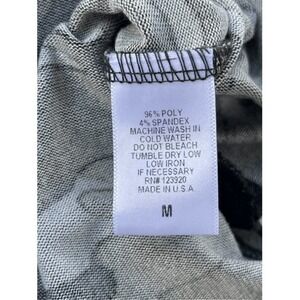 96% POLY
4% SPANDEX
MACHINE WASH IN
COLD WATER
DO NOT BLEACH
TUMBLE DRY LOW
LOW IRON
IF NECESSARY
RN# 123920
MADE IN U.S.A
M